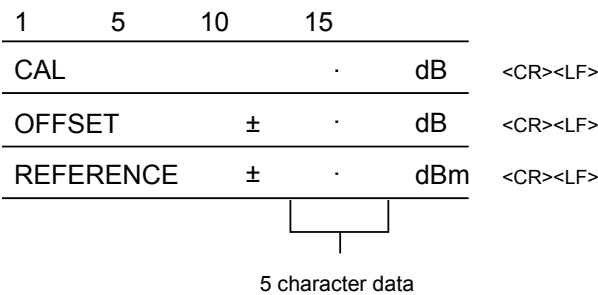 1 5 10 15
CAL . dB <CR><LF>
OFFSET ± . dB <CR><LF>
REFERENCE ± . dBm <CR><LF>
5 character data